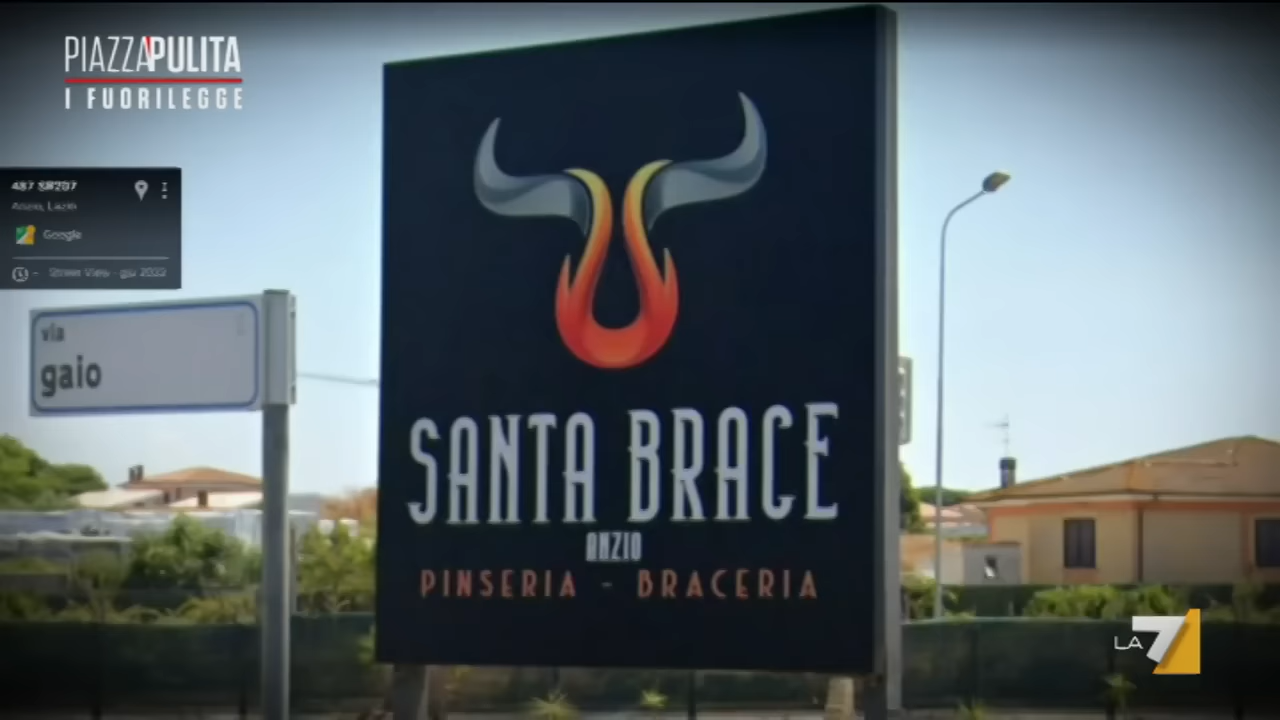 PIAZZAPULITA
I FUORILEGGE
487 SR207
Anzio, Lazio
Google
Street View - giu 2022
via
gaio
SANTA BRACE
ANZIO
PINSERIA - BRACERIA
LA7